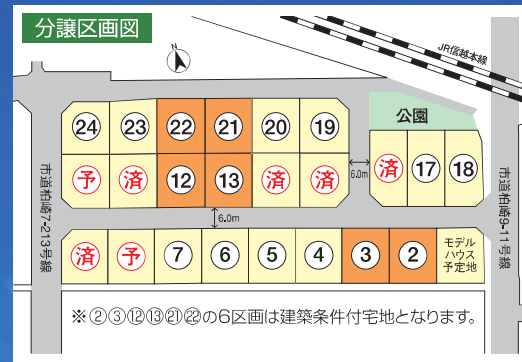 分譲区画図
N
JR信越本線
公園
24 23 22 21 20 19
予 済 12 13 済 済
6.0m
済 17 18
市道柏崎7-213号線
市道柏崎9-11号線
6.0m
済 予 7 6 5 4 3 2
モデル
ハウス
予定地
※②③⑫⑬㉑㉒の6区画は建築条件付宅地となります。